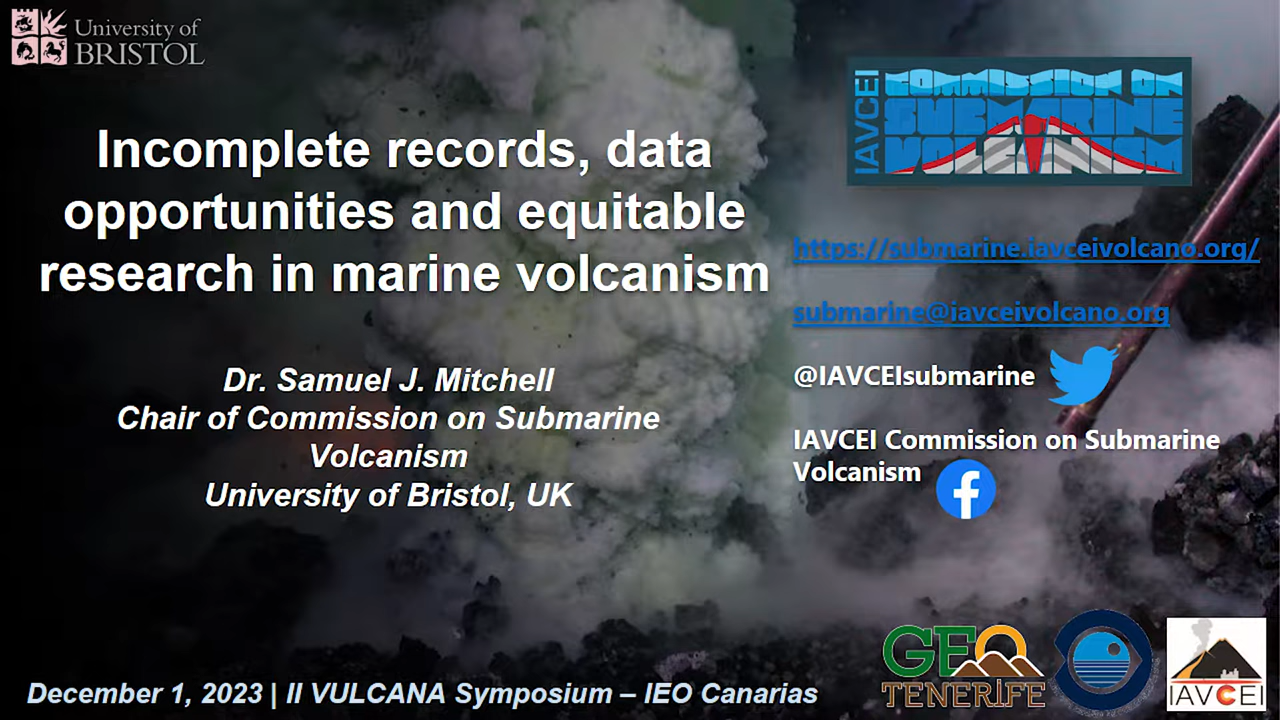 University of
BRISTOL
Incomplete records, data
opportunities and equitable
research in marine volcanism
Dr. Samuel J. Mitchell
Chair of Commission on Submarine
Volcanism
University of Bristol, UK
IAVCEI
COMMISSION ON
SUBMARINE
VOLCANISM
https://submarine.iavceivolcano.org/
submarine@iavceivolcano.org
@IAVCEIsubmarine
IAVCEI Commission on Submarine
Volcanism
December 1, 2023 | II VULCANA Symposium – IEO Canarias
GEO
TENERIFE
IAVCEI